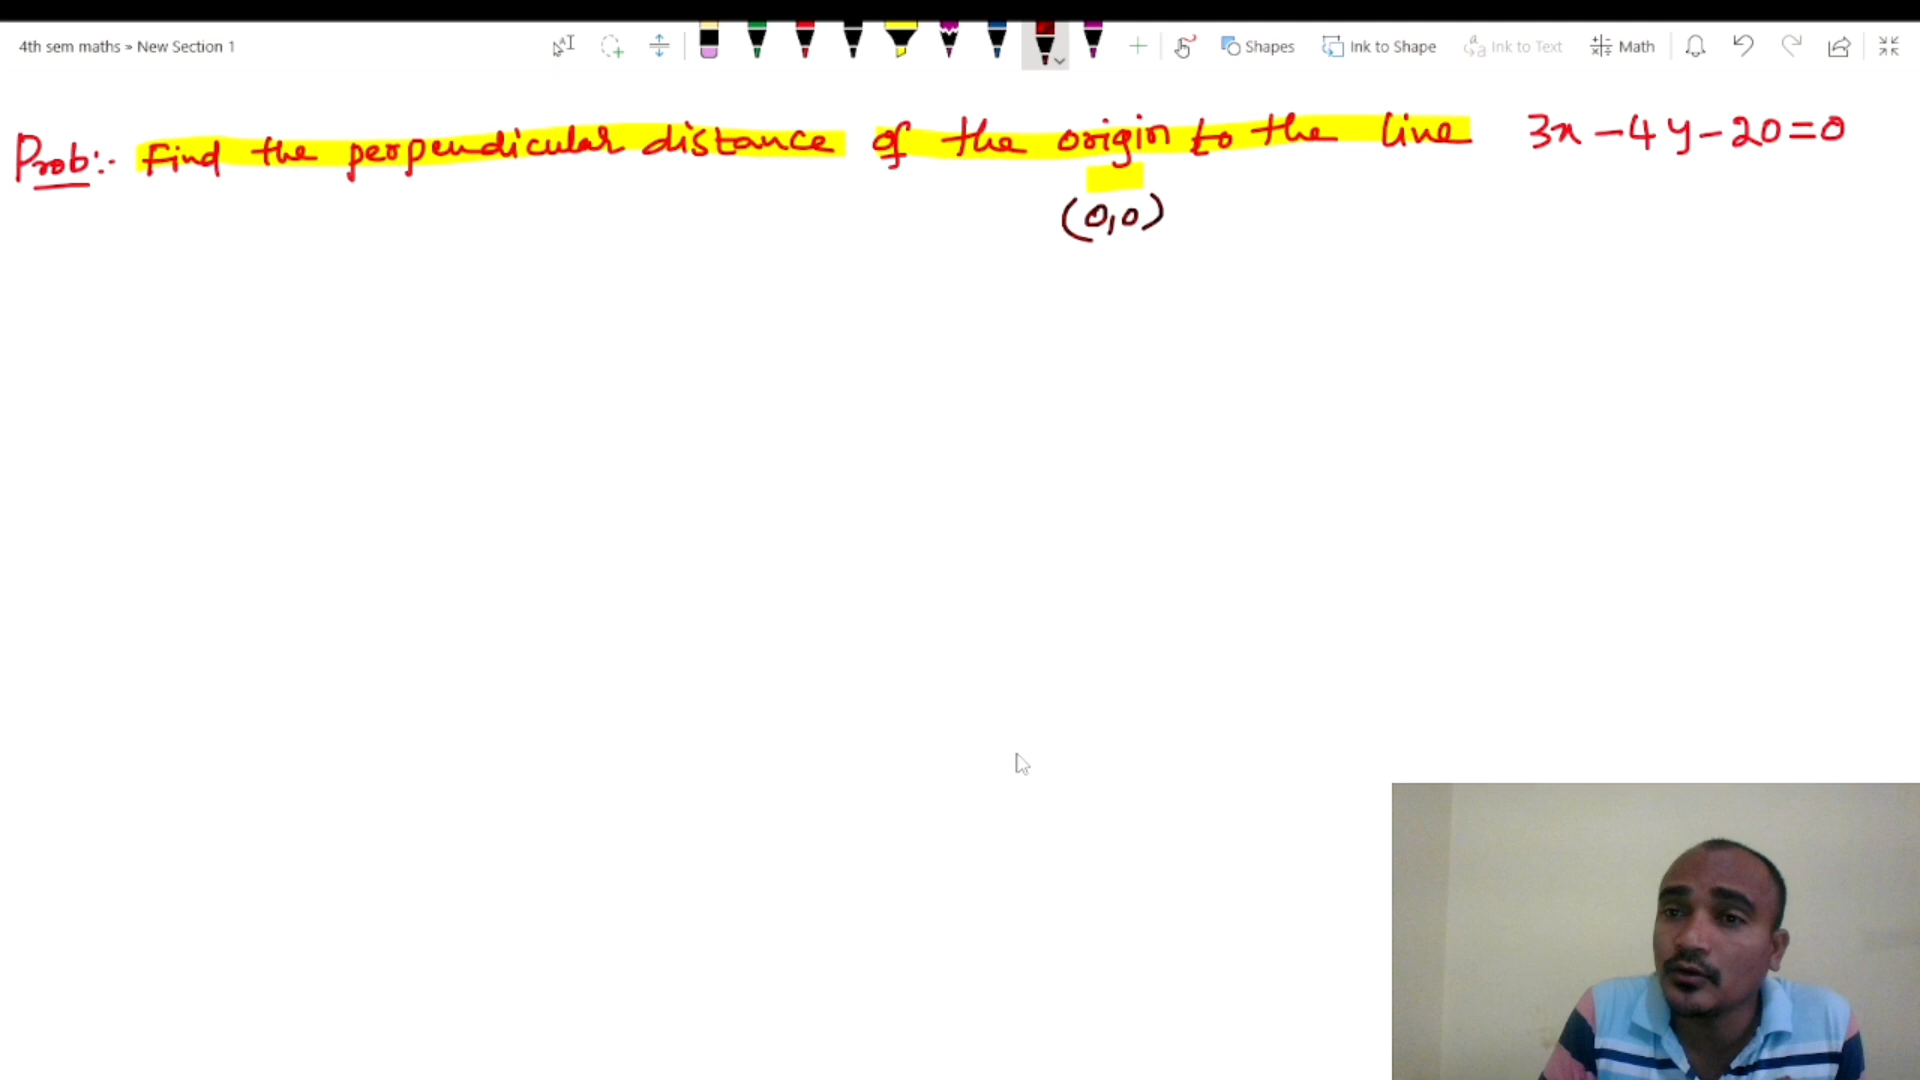 4th sem maths » New Section 1
Shapes
Ink to Shape
Ink to Text
Math
Prob:- Find the perpendicular distance of the origin to the line 3x-4y-20=0
(0,0)